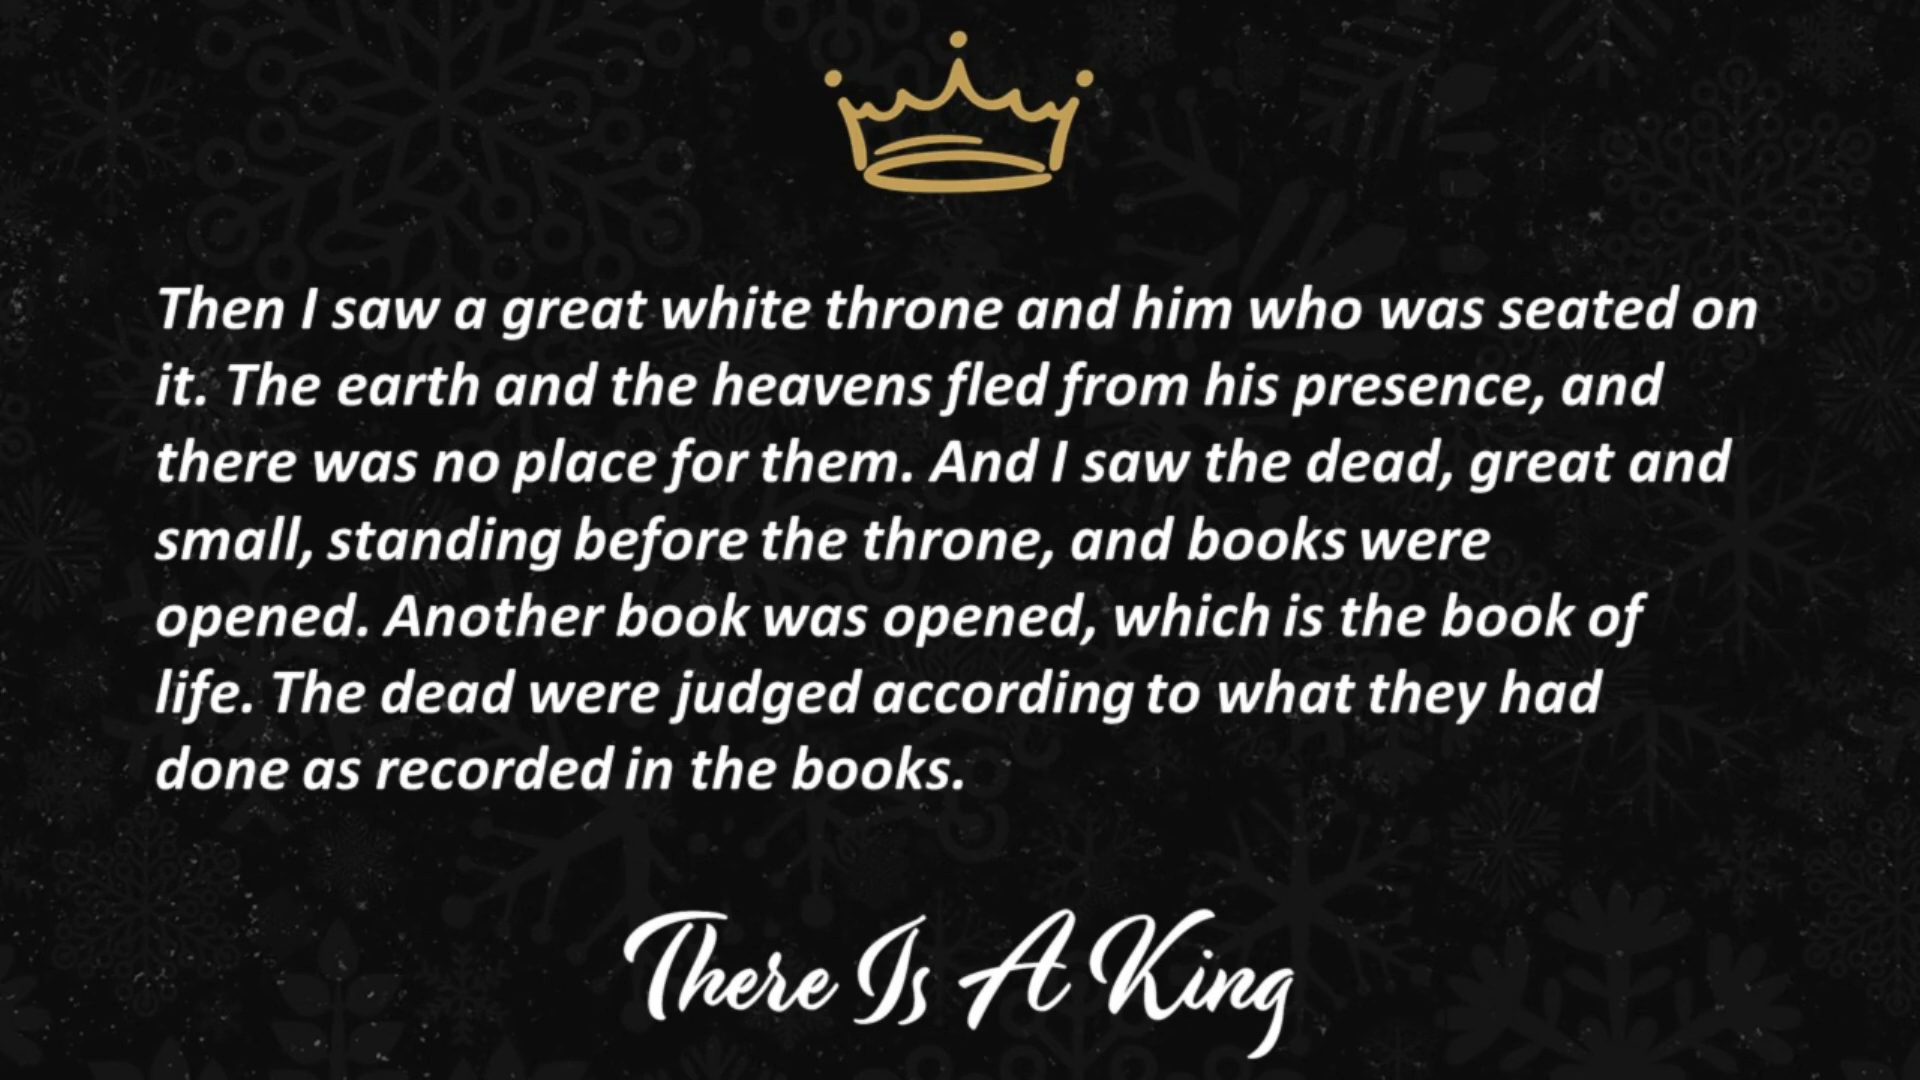 Then I saw a great white throne and him who was seated on
it. The earth and the heavens fled from his presence, and
there was no place for them. And I saw the dead, great and
small, standing before the throne, and books were
opened. Another book was opened, which is the book of
life. The dead were judged according to what they had
done as recorded in the books.
There Is A King